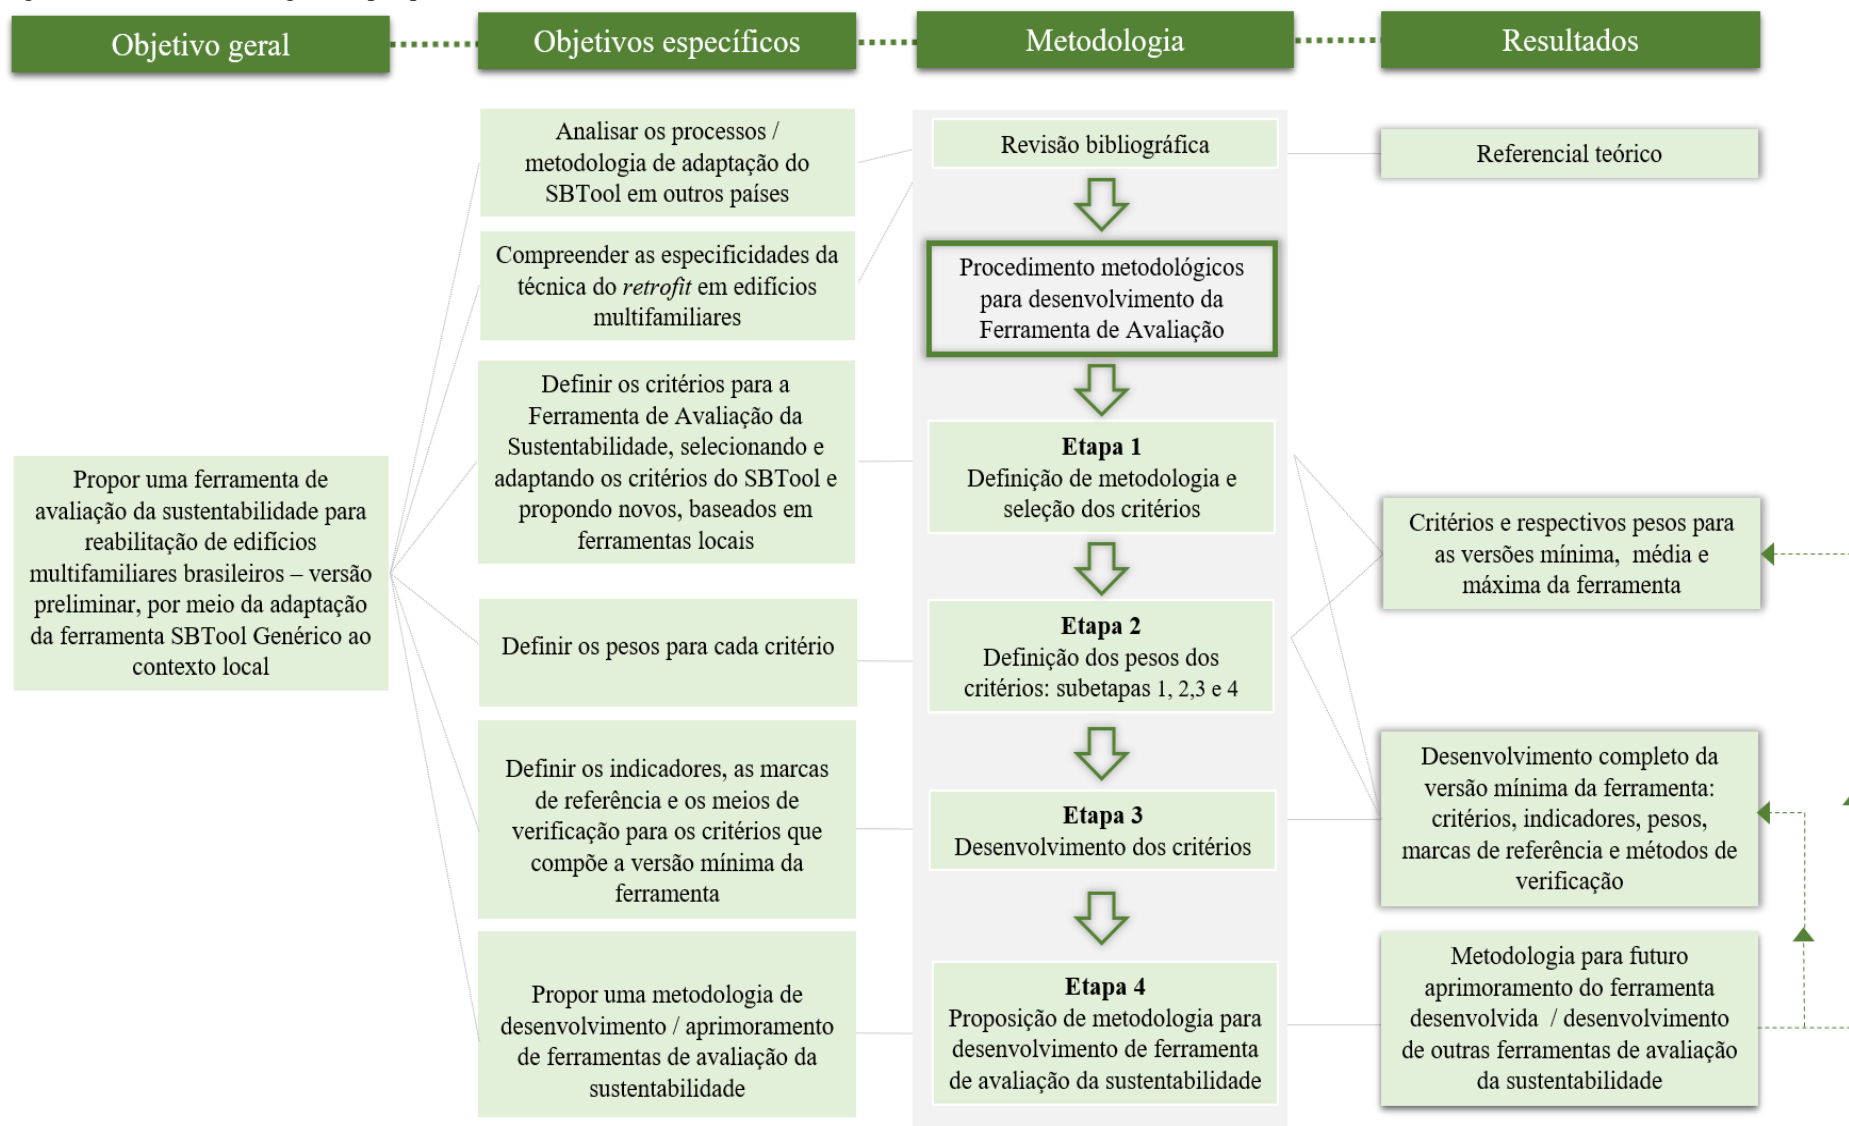 Objetivo geral
Objetivos específicos
Metodologia
Resultados
Propor uma ferramenta de
avaliação da sustentabilidade para
reabilitação de edifícios
multifamiliares brasileiros – versão
preliminar, por meio da adaptação
da ferramenta SBTool Genérico ao
contexto local
Analisar os processos /
metodologia de adaptação do
SBTool em outros países
Compreender as especificidades da
técnica do retrofit em edifícios
multifamiliares
Definir os critérios para a
Ferramenta de Avaliação da
Sustentabilidade, selecionando e
adaptando os critérios do SBTool e
propondo novos, baseados em
ferramentas locais
Definir os pesos para cada critério
Definir os indicadores, as marcas
de referência e os meios de
verificação para os critérios que
compõe a versão mínima da
ferramenta
Propor uma metodologia de
desenvolvimento / aprimoramento
de ferramentas de avaliação da
sustentabilidade
Revisão bibliográfica
Procedimento metodológicos
para desenvolvimento da
Ferramenta de Avaliação
Etapa 1
Definição de metodologia e
seleção dos critérios
Etapa 2
Definição dos pesos dos
critérios: subetapas 1, 2,3 e 4
Etapa 3
Desenvolvimento dos critérios
Etapa 4
Proposição de metodologia para
desenvolvimento de ferramenta
de avaliação da sustentabilidade
Referencial teórico
Critérios e respectivos pesos para
as versões mínima, média e
máxima da ferramenta
Desenvolvimento completo da
versão mínima da ferramenta:
critérios, indicadores, pesos,
marcas de referência e métodos de
verificação
Metodologia para futuro
aprimoramento do ferramenta
desenvolvida / desenvolvimento
de outras ferramentas de avaliação
da sustentabilidade